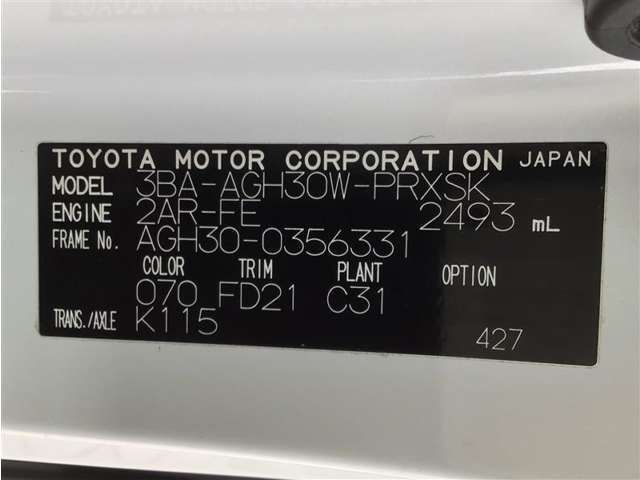 TOYOTA MOTOR CORPORATION JAPAN
MODEL 3BA-AGH30W-PRXSK
ENGINE 2AR-FE 2493 mL
FRAME No. AGH30-0356331
COLOR TRIM PLANT OPTION
070 FD21 C31
TRANS./AXLE K115
427